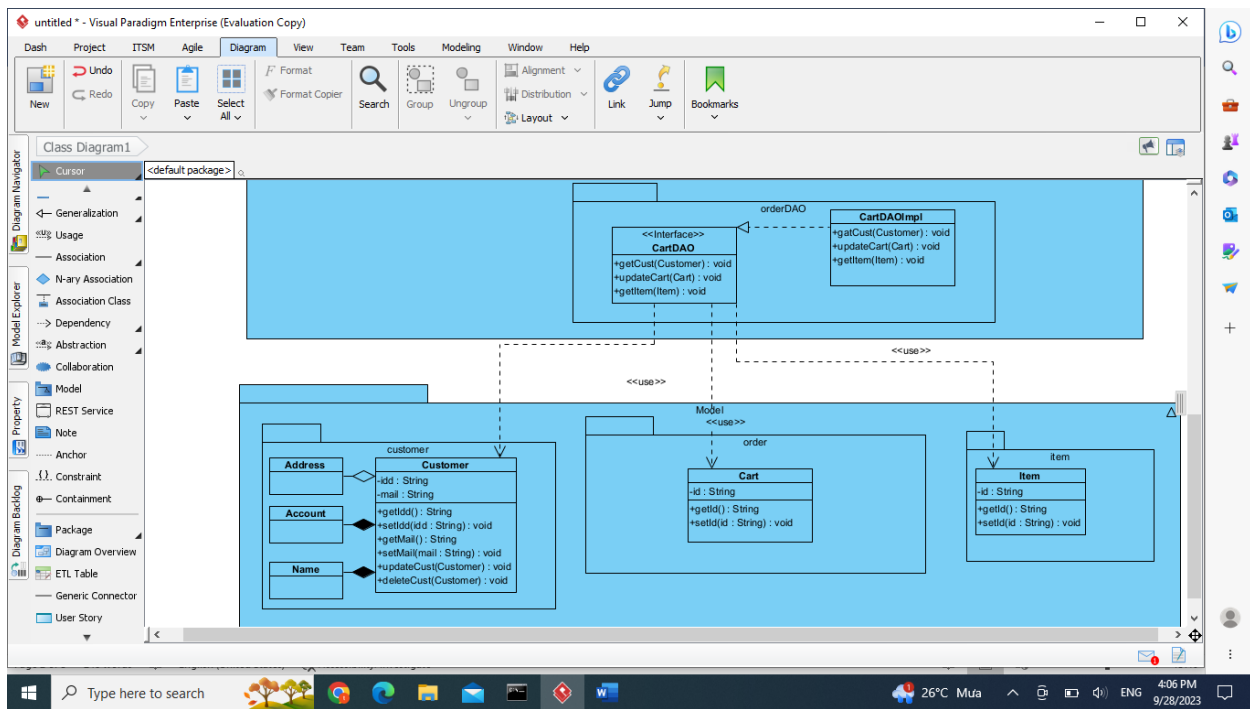 untitled * - Visual Paradigm Enterprise (Evaluation Copy)
Dash Project ITSM Agile Diagram View Team Tools Modeling Window Help
New
Undo
Redo
Copy
Paste
Select All
Format
Format Copier
Search
Group
Ungroup
Alignment
Distribution
Layout
Link
Jump
Bookmarks
Class Diagram1
Diagram Navigator
Model Explorer
Property
Diagram Backlog
Cursor
Generalization
Usage
Association
N-ary Association
Association Class
Dependency
Abstraction
Collaboration
Model
REST Service
Note
Anchor
Constraint
Containment
Package
Diagram Overview
ETL Table
Generic Connector
User Story
<default package>
orderDAO
<<Interface>>
CartDAO
+getCust(Customer) : void
+updateCart(Cart) : void
+getItem(Item) : void
CartDAOImpl
+gatCust(Customer) : void
+updateCart(Cart) : void
+getItem(Item) : void
<<use>>
<<use>>
Model
<<use>>
customer
Address
Account
Name
Customer
-idd : String
-mail : String
+getIdd() : String
+setIdd(idd : String) : void
+getMail() : String
+setMail(mail : String) : void
+updateCust(Customer) : void
+deleteCust(Customer) : void
order
Cart
-id : String
+getId() : String
+setId(id : String) : void
item
Item
-id : String
+getId() : String
+setId(id : String) : void
Type here to search
26°C Mưa
ENG
4:06 PM
9/28/2023